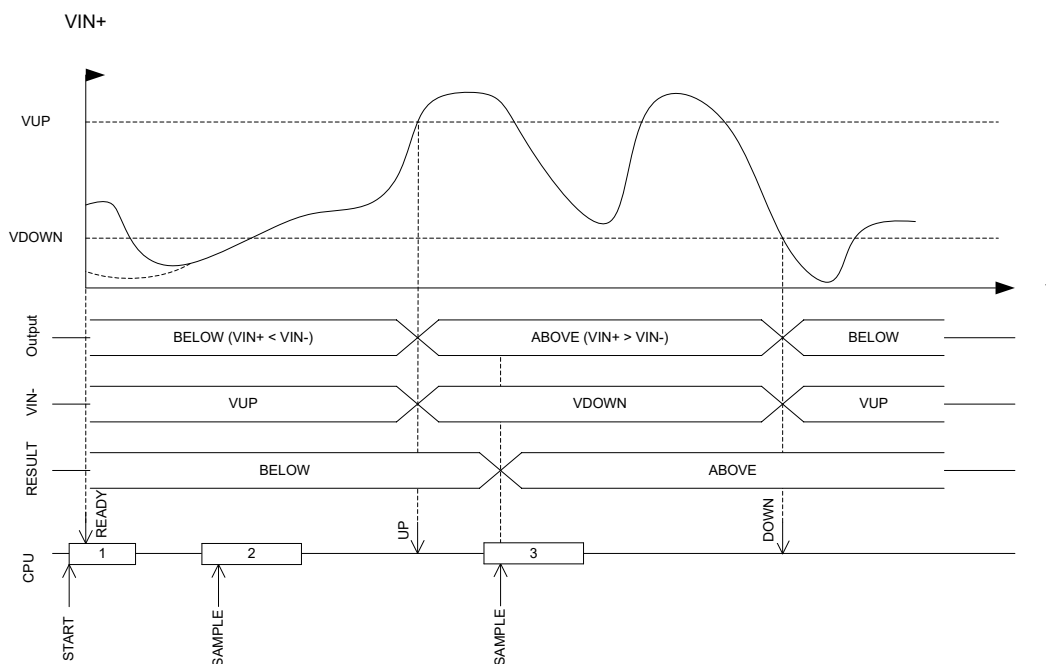 VIN+
VUP
VDOWN
Output
BELOW (VIN+ < VIN-)
ABOVE (VIN+ > VIN-)
BELOW
VIN-
VUP
VDOWN
VUP
RESULT
BELOW
ABOVE
READY
UP
DOWN
CPU
1
2
3
START
SAMPLE
SAMPLE